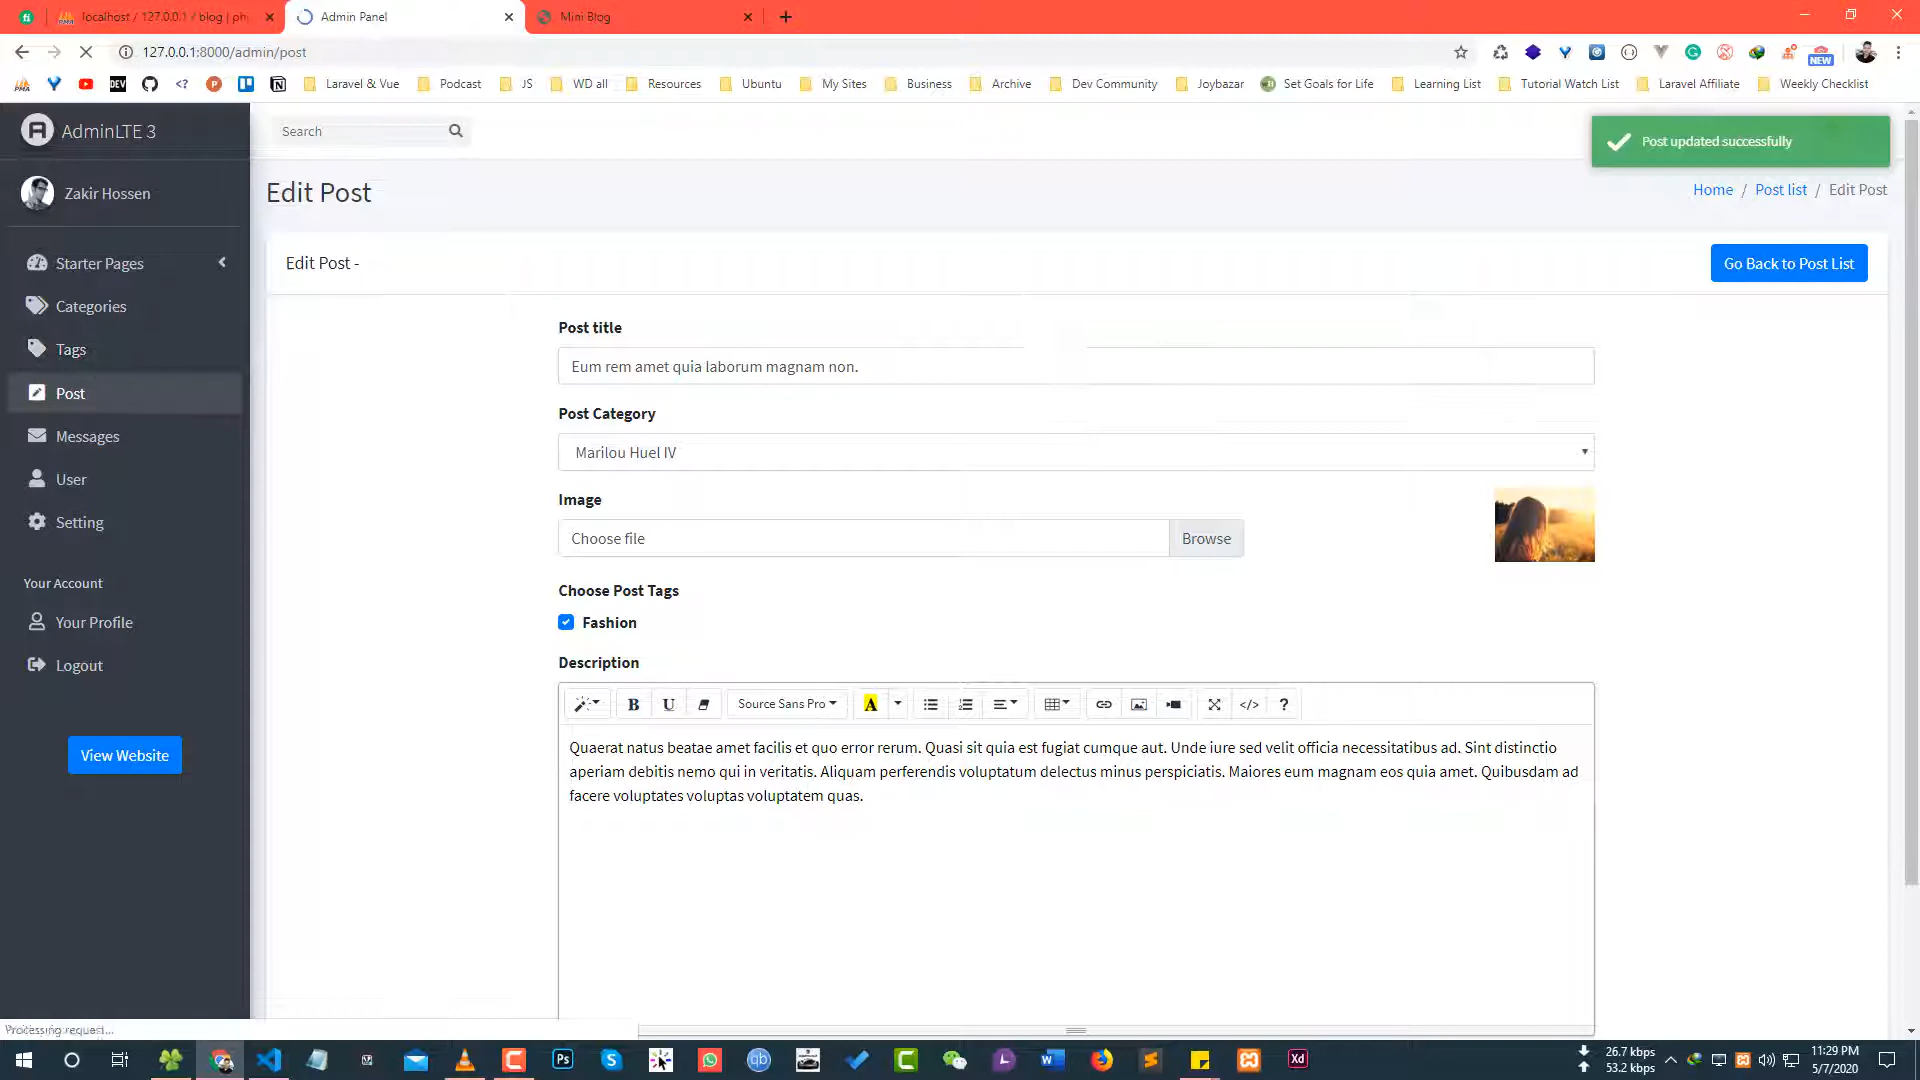 localhost / 127.0.0.1 / blog | ph
Admin Panel
Mini Blog
127.0.0.1:8000/admin/post
NEW
PMA
DEV
Laravel & Vue
Podcast
JS
WD all
Resources
Ubuntu
My Sites
Business
Archive
Dev Community
Joybazar
Set Goals for Life
Learning List
Tutorial Watch List
Laravel Affiliate
Weekly Checklist
AdminLTE 3
Search
Post updated successfully
Zakir Hossen
Edit Post
Home / Post list / Edit Post
Starter Pages
Categories
Tags
Post
Messages
User
Setting
Your Account
Your Profile
Logout
View Website
Edit Post -
Go Back to Post List
Post title
Eum rem amet quia laborum magnam non.
Post Category
Marilou Huel IV
Image
Choose file
Browse
Choose Post Tags
Fashion
Description
B U Source Sans Pro A </> ?
Quaerat natus beatae amet facilis et quo error rerum. Quasi sit quia est fugiat cumque aut. Unde iure sed velit officia necessitatibus ad. Sint distinctio
aperiam debitis nemo qui in veritatis. Aliquam perferendis voluptatum delectus minus perspiciatis. Maiores eum magnam eos quia amet. Quibusdam ad
facere voluptates voluptas voluptatem quas.
Processing request...
Ps
qb
Xd
26.7 kbps
53.2 kbps
11:29 PM
5/7/2020